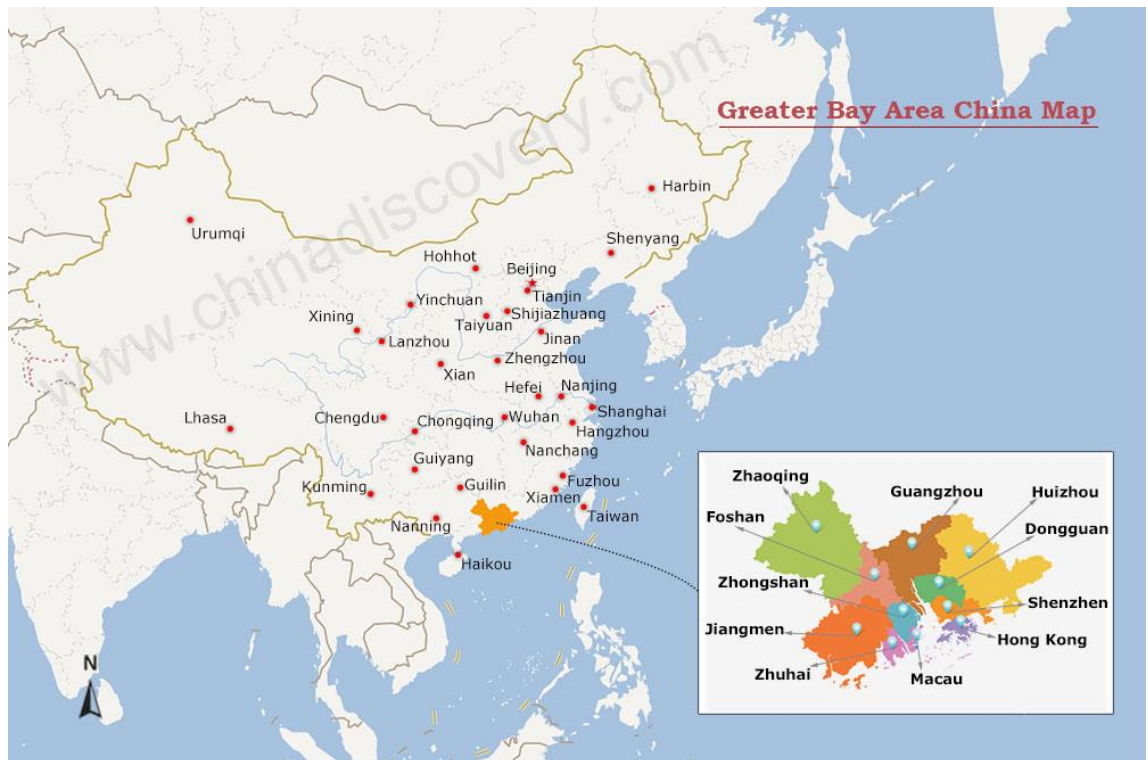 www.chinadiscovery.com
Greater Bay Area China Map
Harbin
Urumqi
Shenyang
Hohhot
Beijing
Tianjin
Yinchuan
Shijiazhuang
Taiyuan
Xining
Jinan
Lanzhou
Zhengzhou
Xian
Hefei
Nanjing
Shanghai
Lhasa
Chengdu
Chongqing
Wuhan
Hangzhou
Nanchang
Guiyang
Kunming
Guilin
Fuzhou
Xiamen
Taiwan
Nanning
Haikou
Zhaoqing
Guangzhou
Huizhou
Foshan
Dongguan
Zhongshan
Shenzhen
Jiangmen
Hong Kong
Zhuhai
Macau
N